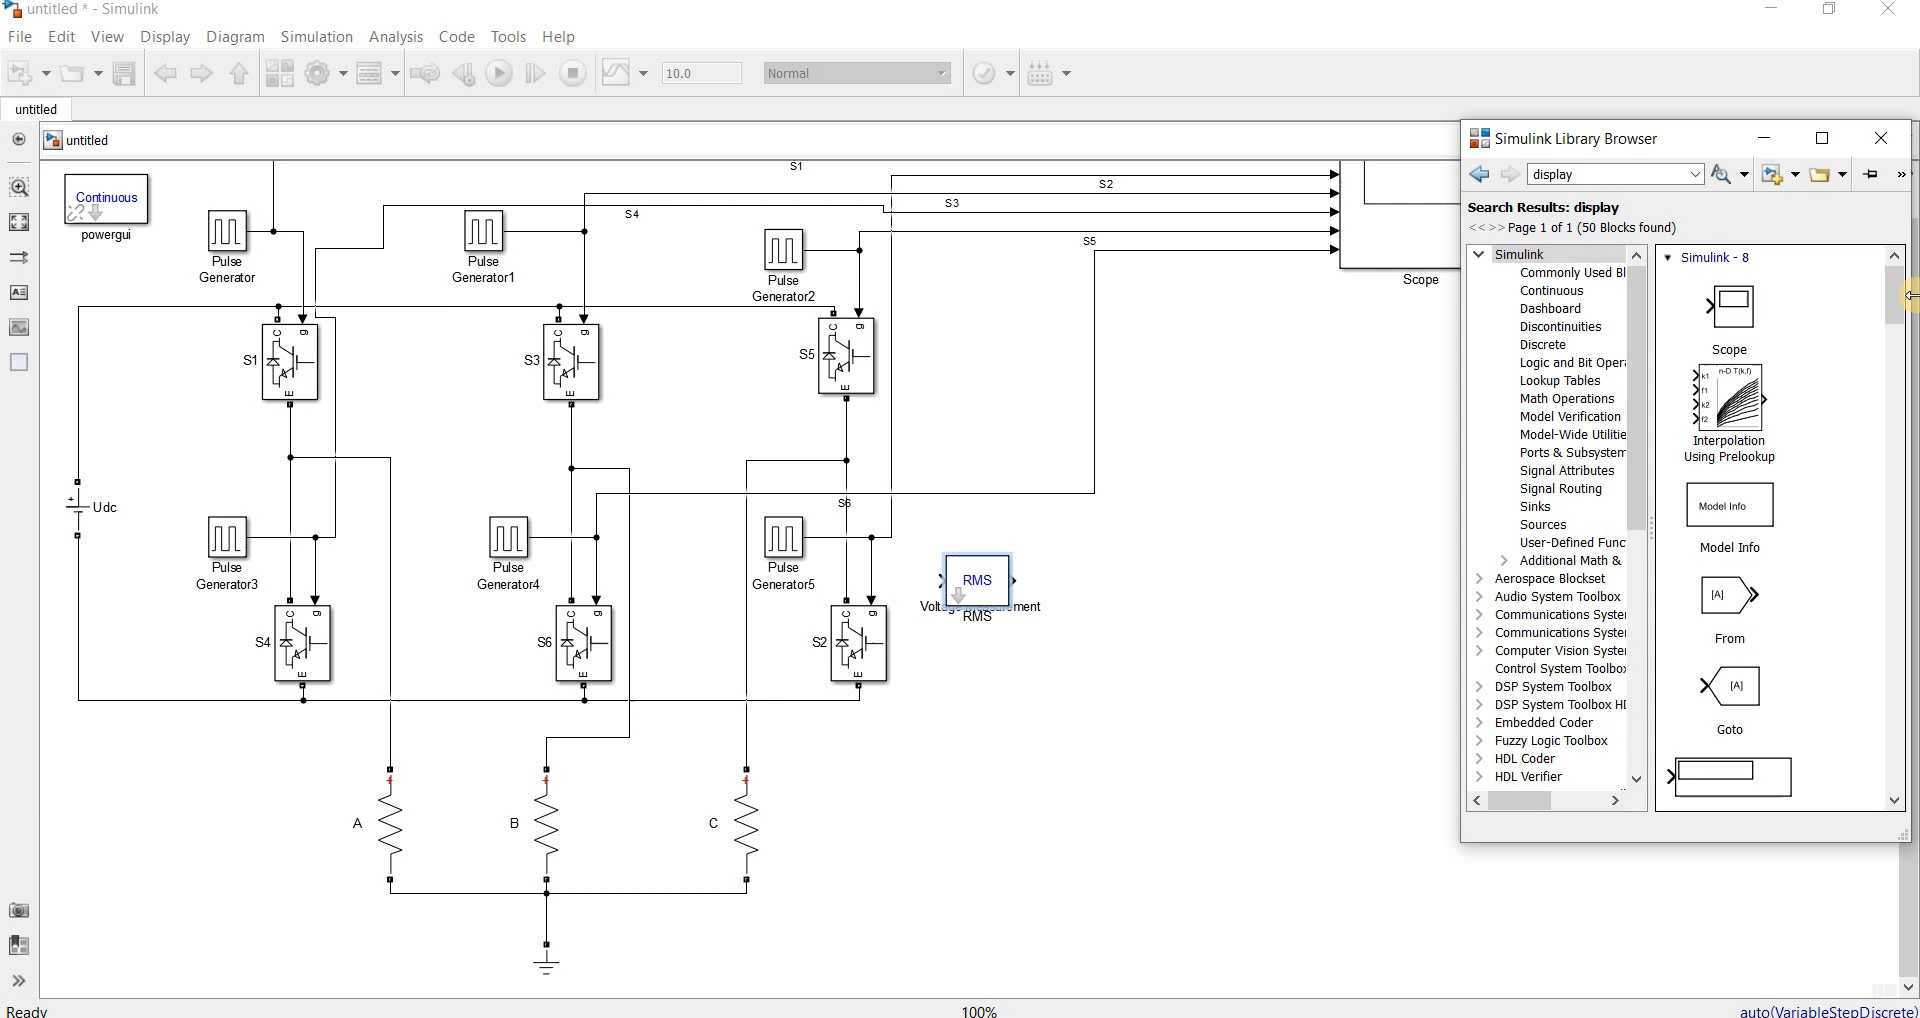 untitled * - Simulink
File Edit View Display Diagram Simulation Analysis Code Tools Help
10.0
Normal
untitled
untitled
Continuous
powergui
Pulse
Generator
Pulse
Generator1
Pulse
Generator2
S1
S2
S3
S4
S5
S6
Scope
S1
C
g
E
S3
C
g
E
S5
C
g
E
+
Udc
Pulse
Generator3
Pulse
Generator4
Pulse
Generator5
RMS
RMS
S4
C
g
E
S6
C
g
E
S2
C
g
E
+
+
+
A
B
C
Simulink Library Browser
display
Search Results: display
<< >> Page 1 of 1 (50 Blocks found)
Simulink
Commonly Used Bl
Continuous
Dashboard
Discontinuities
Discrete
Logic and Bit Opera
Lookup Tables
Math Operations
Model Verification
Model-Wide Utilitie
Ports & Subsystem
Signal Attributes
Signal Routing
Sinks
Sources
User-Defined Func
Additional Math &
Aerospace Blockset
Audio System Toolbox
Communications Syste
Communications Syste
Computer Vision Syste
Control System Toolbo
DSP System Toolbox
DSP System Toolbox H
Embedded Coder
Fuzzy Logic Toolbox
HDL Coder
HDL Verifier
Simulink - 8
Scope
n-D T(k,f)
k1
f1
k2
f2
Interpolation
Using Prelookup
Model Info
Model Info
[A]
From
[A]
Goto
Ready
100%
auto(VariableStepDiscrete)